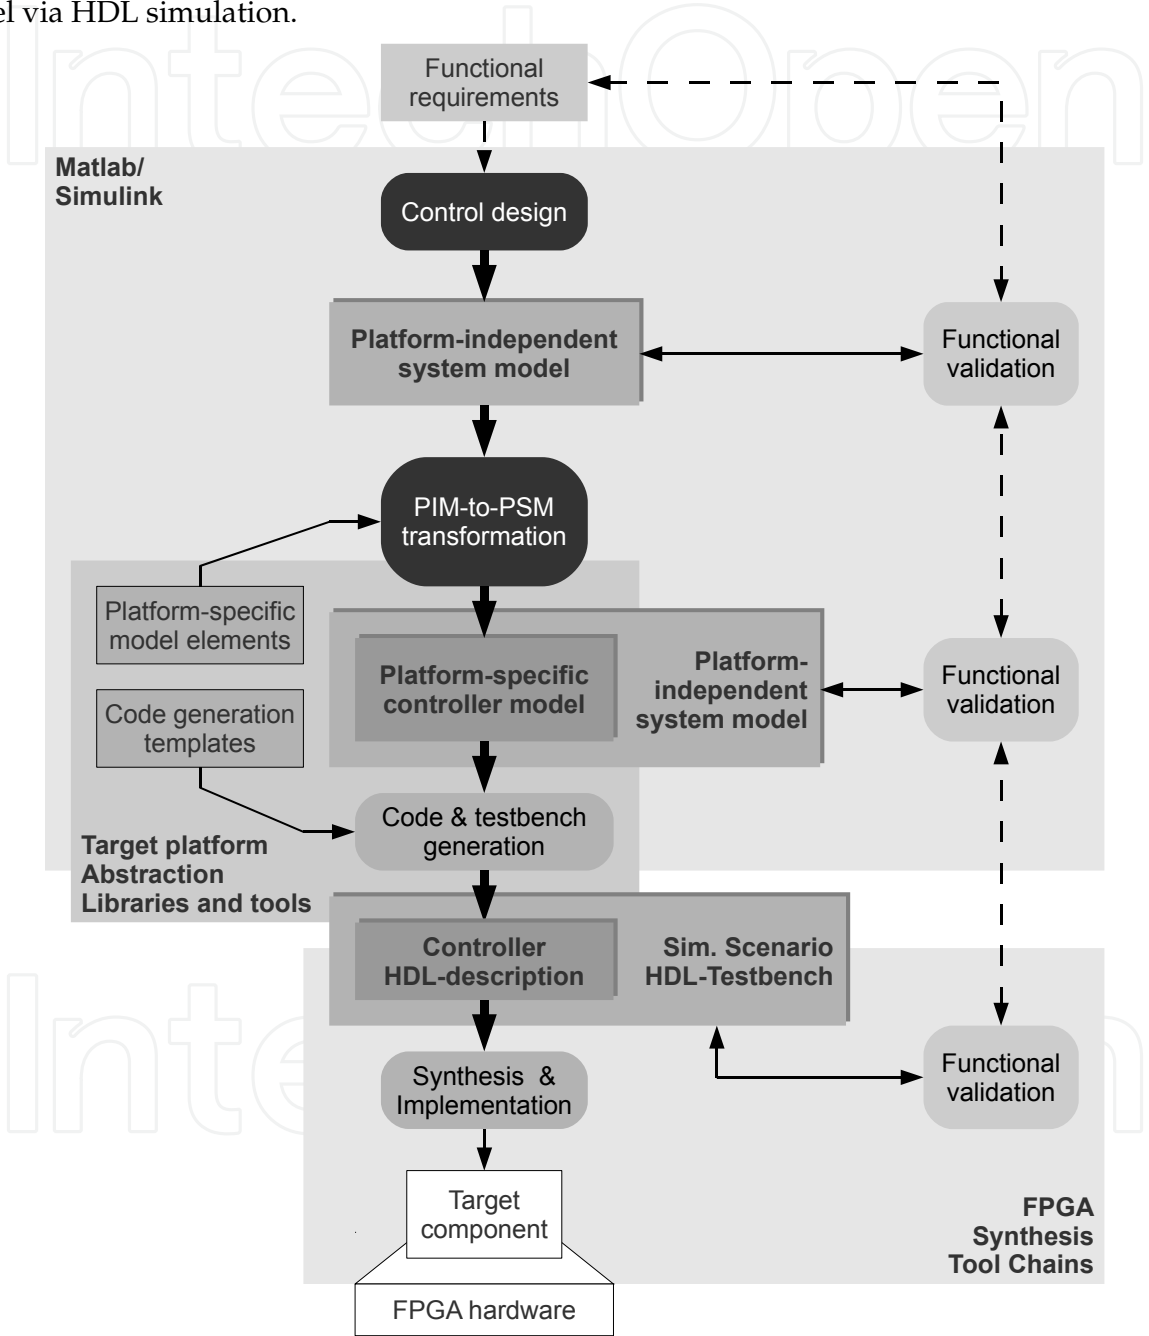 el via HDL simulation.
IntechOpen
Functional
requirements
Matlab/
Simulink
Control design
Platform-independent
system model
Functional
validation
PIM-to-PSM
transformation
Platform-specific
model elements
Platform-specific
controller model
Platform-
independent
system model
Functional
validation
Code generation
templates
Code & testbench
generation
Target platform
Abstraction
Libraries and tools
Controller
HDL-description
Sim. Scenario
HDL-Testbench
Functional
validation
Synthesis &
Implementation
Target
component
FPGA
Synthesis
Tool Chains
FPGA hardware